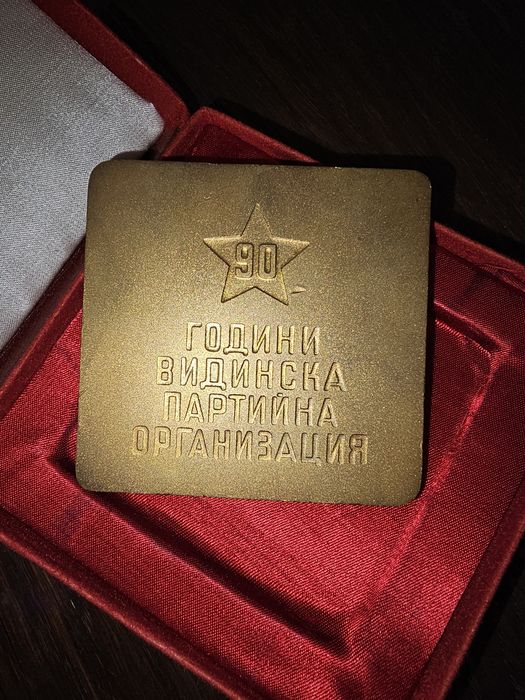 90
ГОДИНИ
ВИДИНСКА
ПАРТИЙНА
ОРГАНИЗАЦИЯ